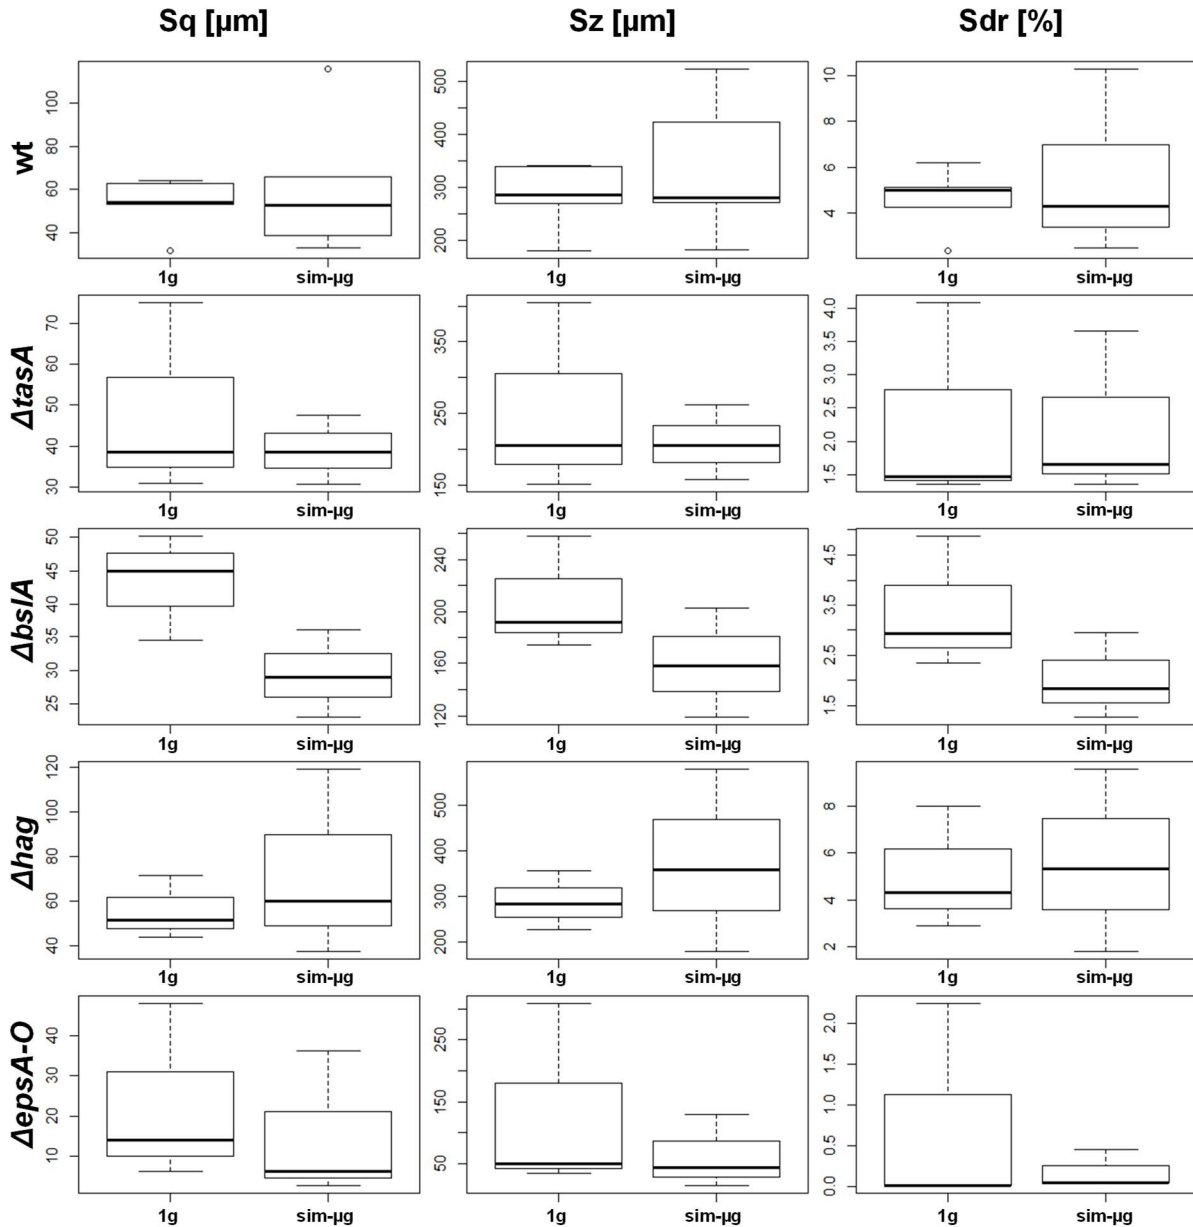 Sq [µm] Sz [µm] Sdr [%]
wt
40 60 80 100
1g sim-µg
200 300 400 500
1g sim-µg
4 6 8 10
1g sim-µg
ΔtasA
30 40 50 60 70
1g sim-µg
150 250 350
1g sim-µg
1.5 2.0 2.5 3.0 3.5 4.0
1g sim-µg
ΔbslA
25 30 35 40 45 50
1g sim-µg
120 160 200 240
1g sim-µg
1.5 2.5 3.5 4.5
1g sim-µg
Δhag
40 60 80 100 120
1g sim-µg
200 300 400 500
1g sim-µg
2 4 6 8
1g sim-µg
ΔepsA-O
10 20 30 40
1g sim-µg
50 150 250
1g sim-µg
0.0 0.5 1.0 1.5 2.0
1g sim-µg